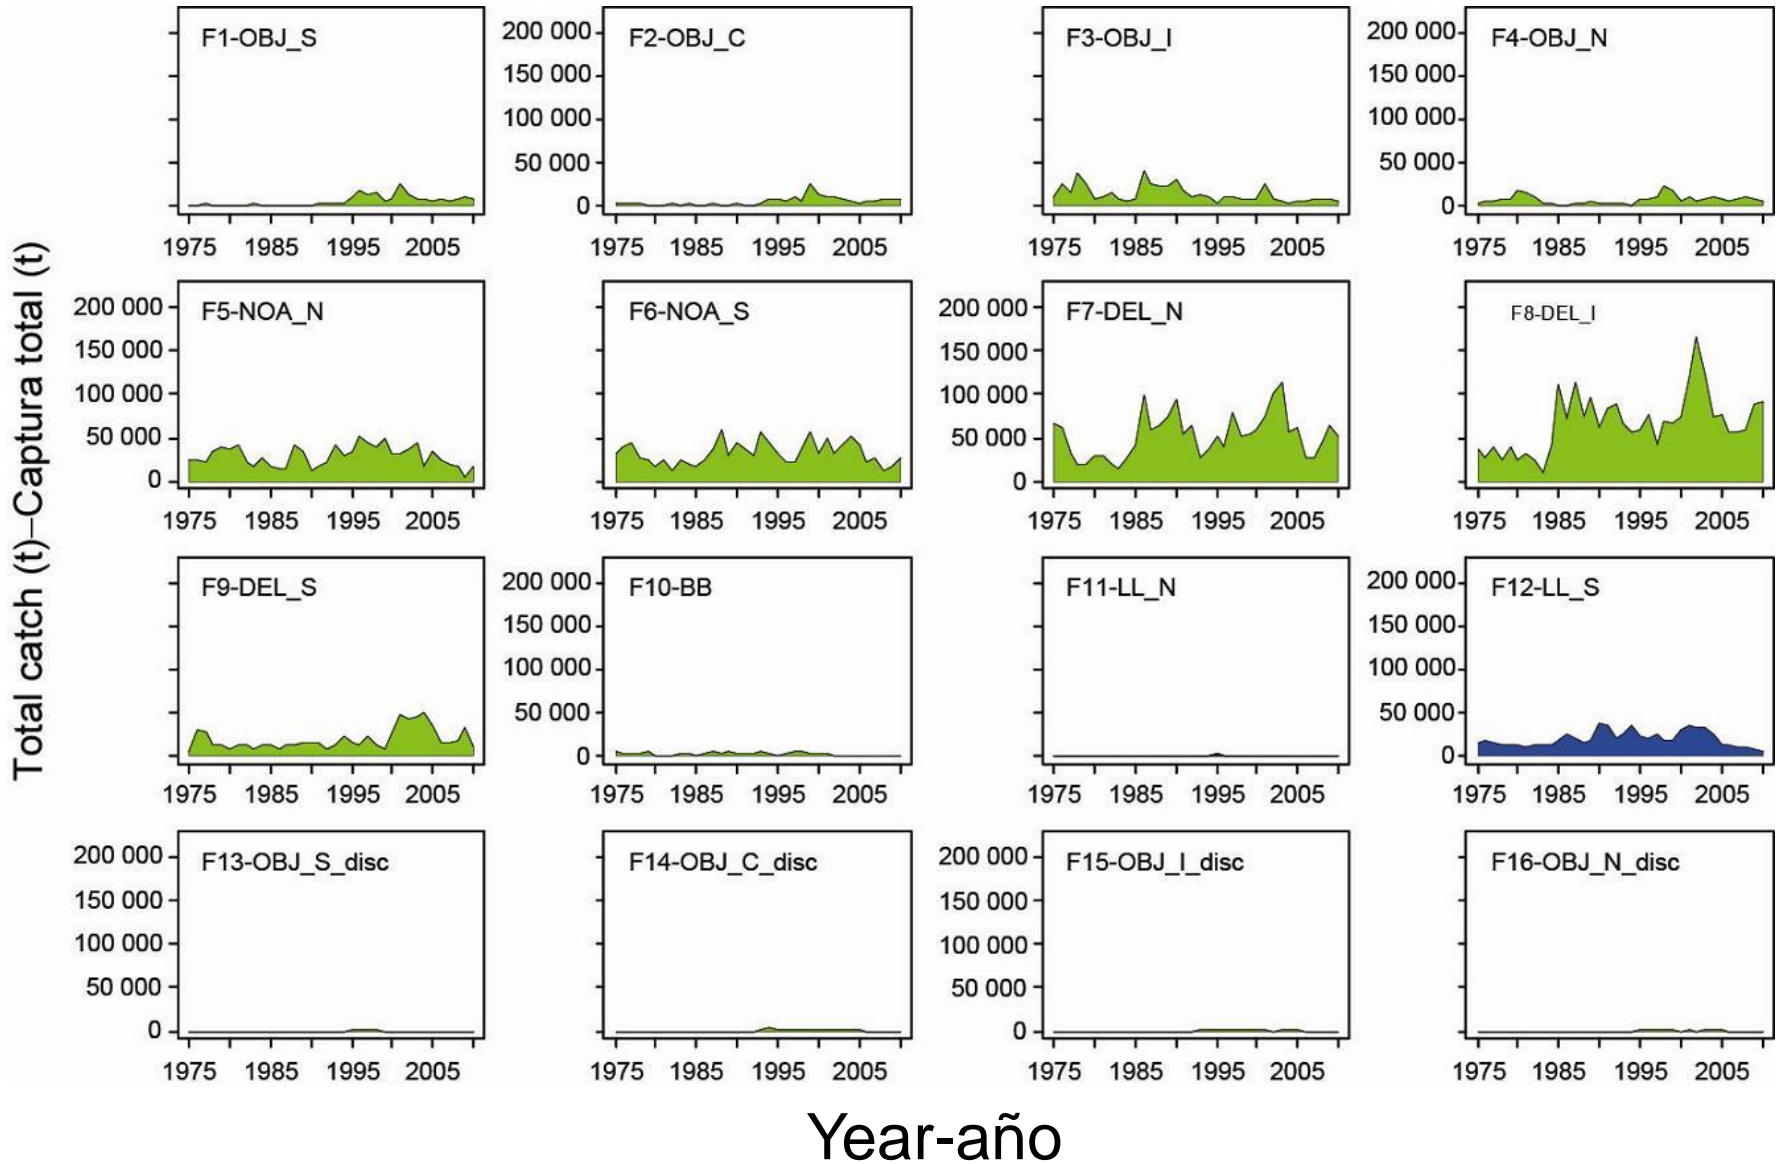 Total catch (t)–Captura total (t)
F1-OBJ_S
1975 1985 1995 2005
200 000
150 000
100 000
50 000
0
F2-OBJ_C
1975 1985 1995 2005
F3-OBJ_I
1975 1985 1995 2005
200 000
150 000
100 000
50 000
0
F4-OBJ_N
1975 1985 1995 2005
200 000
150 000
100 000
50 000
0
F5-NOA_N
1975 1985 1995 2005
F6-NOA_S
1975 1985 1995 2005
200 000
150 000
100 000
50 000
0
F7-DEL_N
1975 1985 1995 2005
F8-DEL_I
1975 1985 1995 2005
F9-DEL_S
1975 1985 1995 2005
200 000
150 000
100 000
50 000
0
F10-BB
1975 1985 1995 2005
F11-LL_N
1975 1985 1995 2005
200 000
150 000
100 000
50 000
0
F12-LL_S
1975 1985 1995 2005
200 000
150 000
100 000
50 000
0
F13-OBJ_S_disc
1975 1985 1995 2005
F14-OBJ_C_disc
1975 1985 1995 2005
200 000
150 000
100 000
50 000
0
F15-OBJ_I_disc
1975 1985 1995 2005
F16-OBJ_N_disc
1975 1985 1995 2005
Year-año